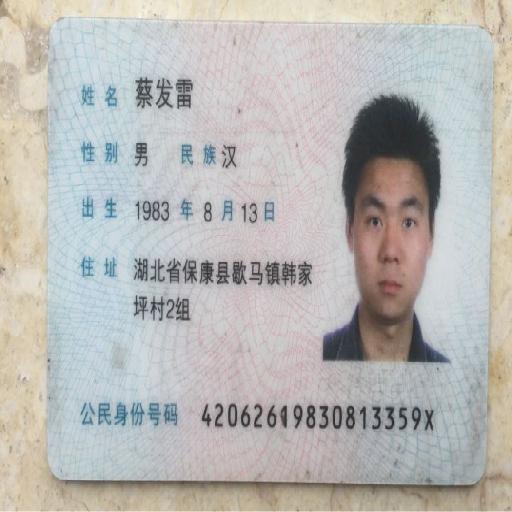 姓名 蔡发雷
性别 男 民族 汉
出生 1983 年 8 月 13 日
住址 湖北省保康县歇马镇韩家
坪村2组
公民身份号码 42062619830813359X